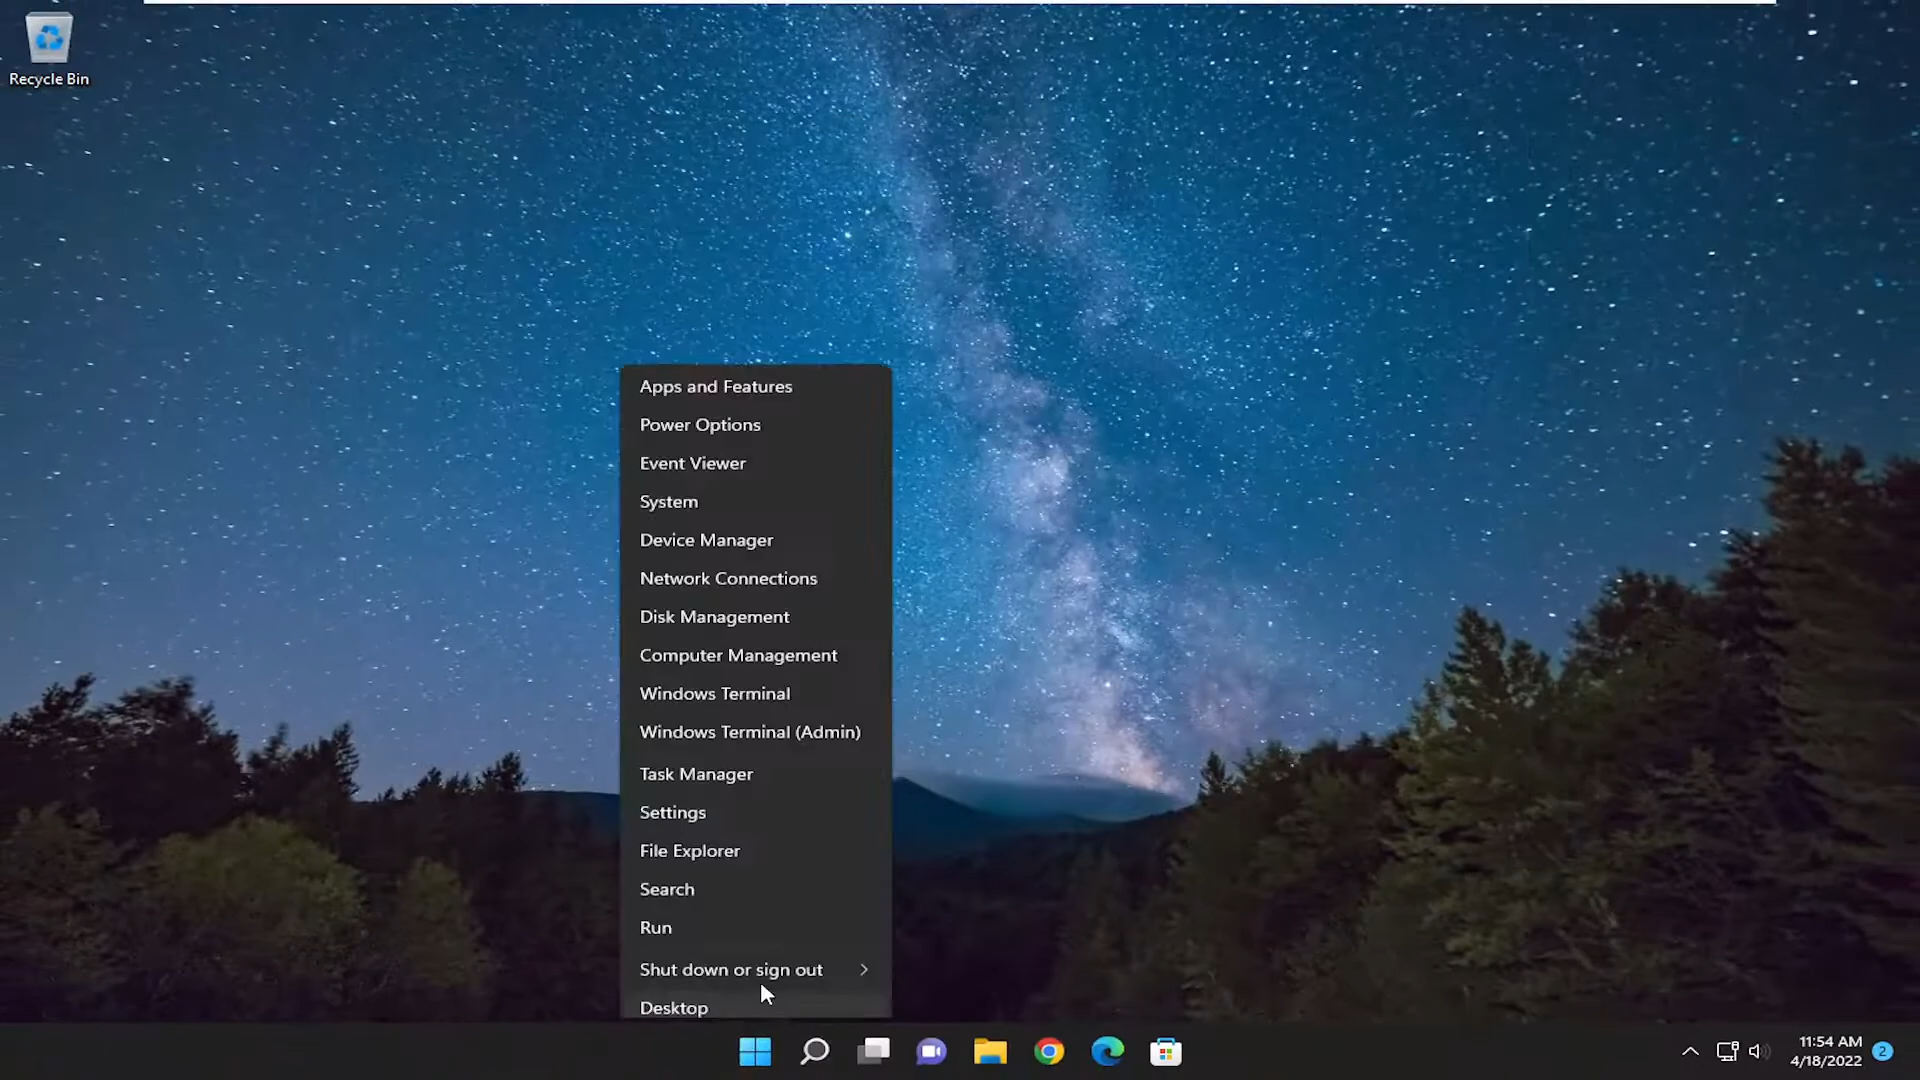 Recycle Bin
Apps and Features
Power Options
Event Viewer
System
Device Manager
Network Connections
Disk Management
Computer Management
Windows Terminal
Windows Terminal (Admin)
Task Manager
Settings
File Explorer
Search
Run
Shut down or sign out
Desktop
11:54 AM
4/18/2022
2